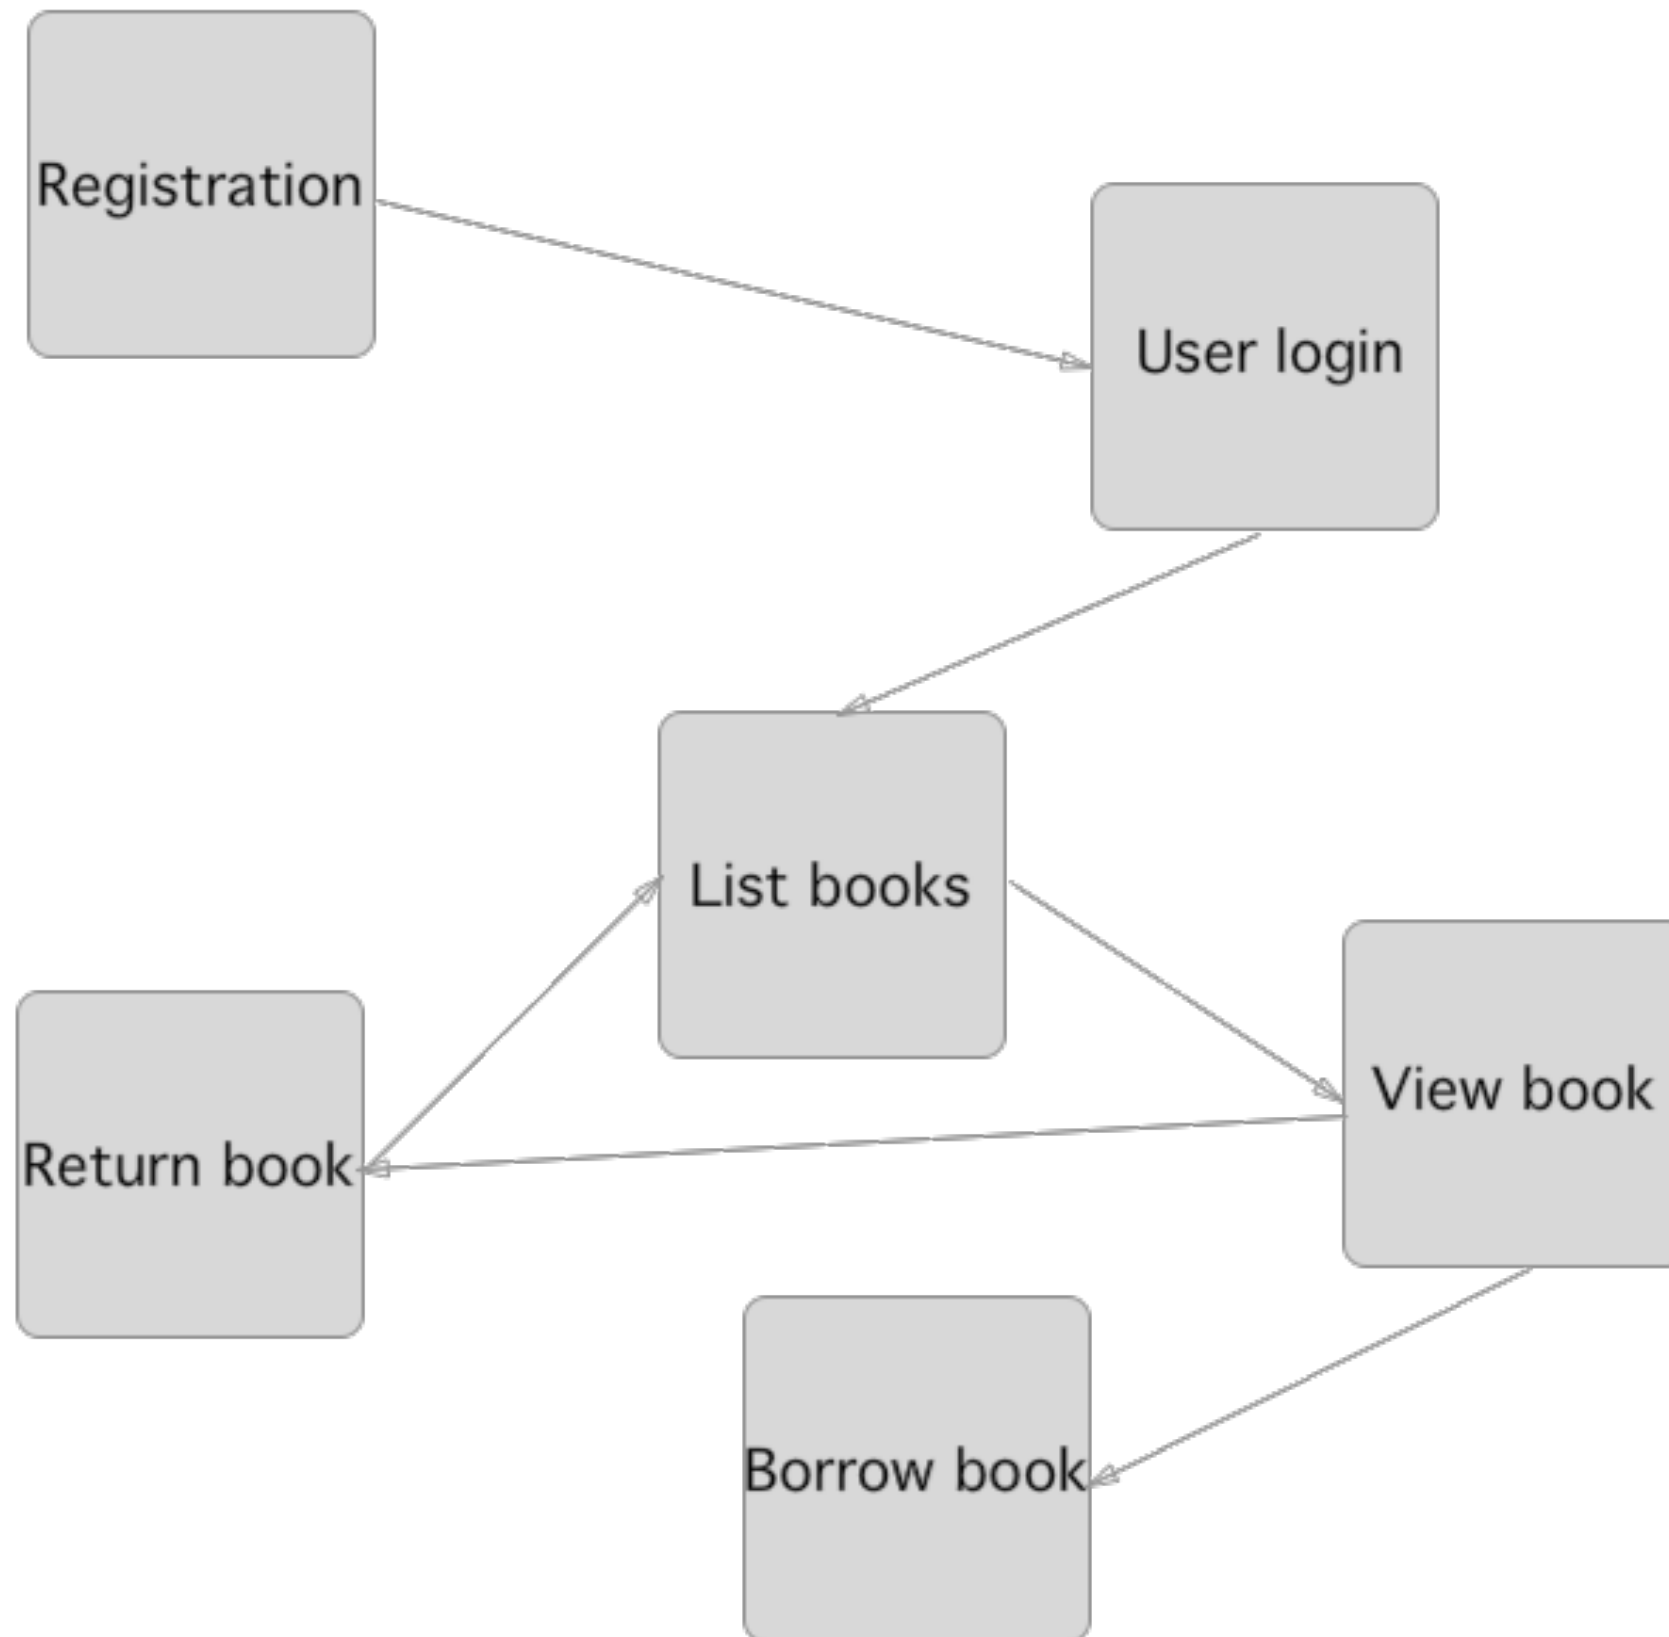 Registration
User login
List books
View book
Return book
Borrow book